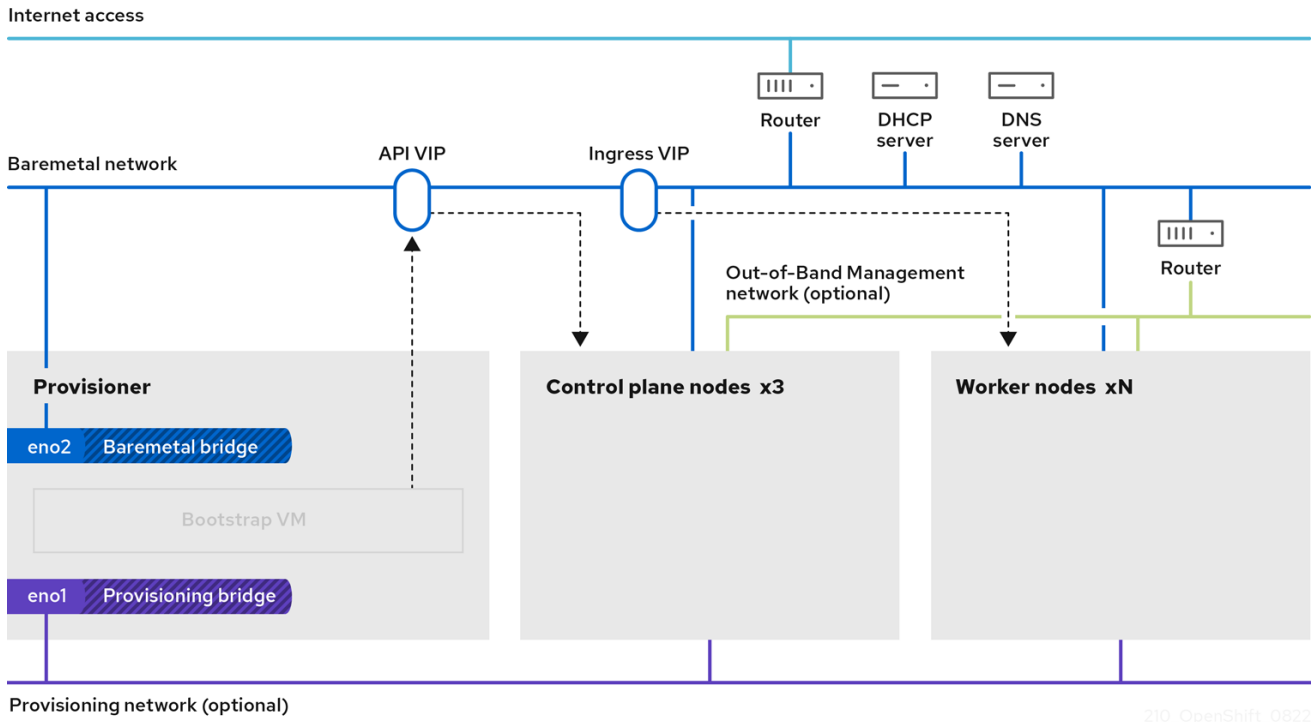 Internet access
Router
DHCP
server
DNS
server
API VIP
Ingress VIP
Baremetal network
Router
Out-of-Band Management
network (optional)
Provisioner
Control plane nodes x3
Worker nodes xN
eno2
Baremetal bridge
Bootstrap VM
eno1
Provisioning bridge
Provisioning network (optional)
210_OpenShift_0822